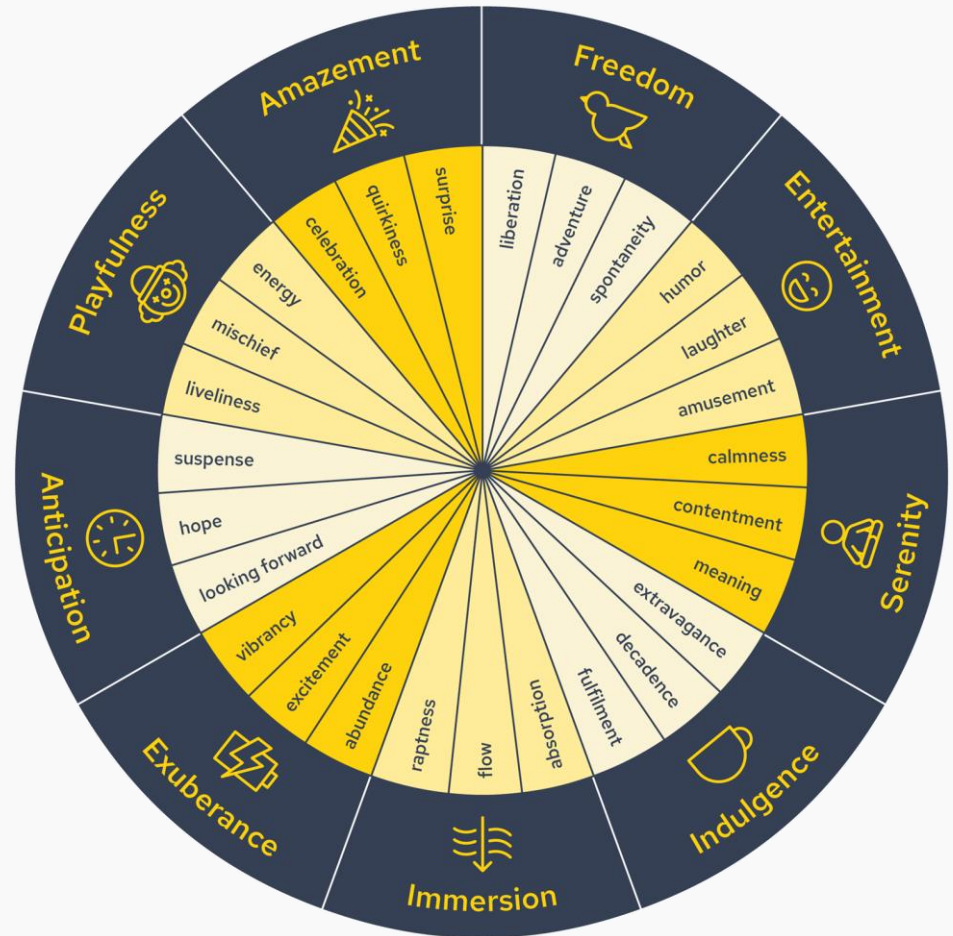 Freedom
liberation
adventure
spontaneity
Entertainment
humor
laughter
amusement
Serenity
calmness
contentment
meaning
Indulgence
extravagance
decadence
fulfilment
Immersion
absorption
flow
raptness
Exuberance
abundance
excitement
vibrancy
Anticipation
looking forward
hope
suspense
Playfulness
liveliness
mischief
energy
Amazement
celebration
quirkiness
surprise